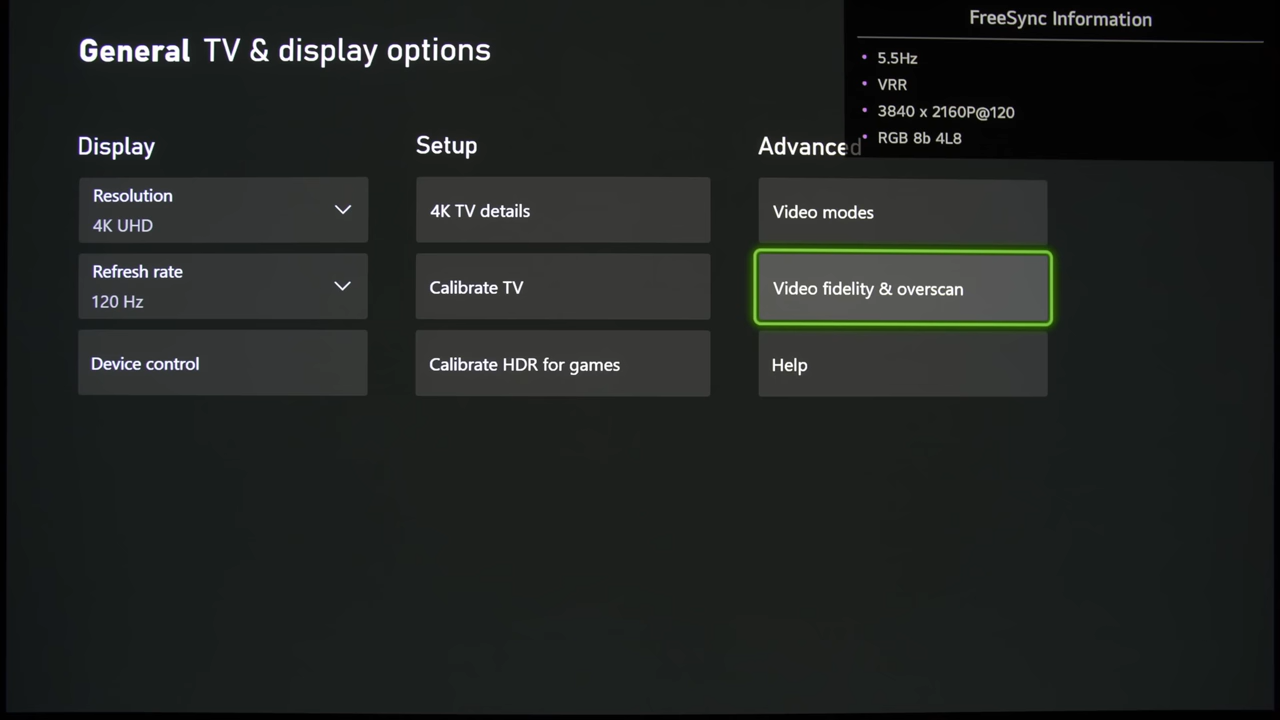 General TV & display options
FreeSync Information
5.5Hz
VRR
3840 x 2160P@120
RGB 8b 4L8
Display
Resolution
4K UHD
Refresh rate
120 Hz
Device control
Setup
4K TV details
Calibrate TV
Calibrate HDR for games
Advanced
Video modes
Video fidelity & overscan
Help